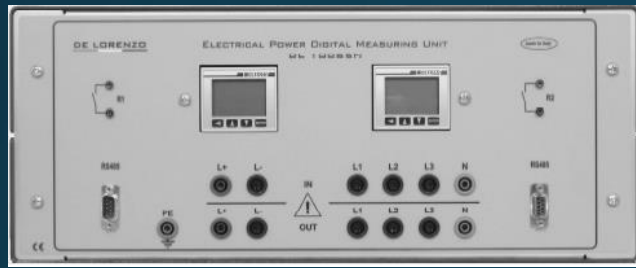 DE LORENZO
ELECTRICAL POWER DIGITAL MEASURING UNIT
R1
R2
RS485
L+ L-
IN
L1 L2 L3 N
RS485
PE
L+ L-
OUT
L1 L2 L3 N
CE